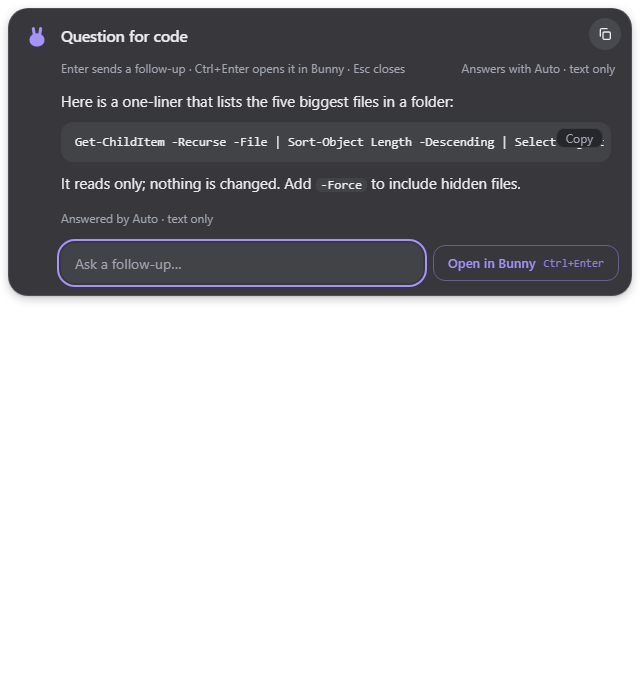 Question for code
Enter sends a follow-up · Ctrl+Enter opens it in Bunny · Esc closes
Answers with Auto · text only
Here is a one-liner that lists the five biggest files in a folder:
Get-ChildItem -Recurse -File | Sort-Object Length -Descending | Select
Copy
It reads only; nothing is changed. Add -Force to include hidden files.
Answered by Auto · text only
Ask a follow-up...
Open in Bunny Ctrl+Enter